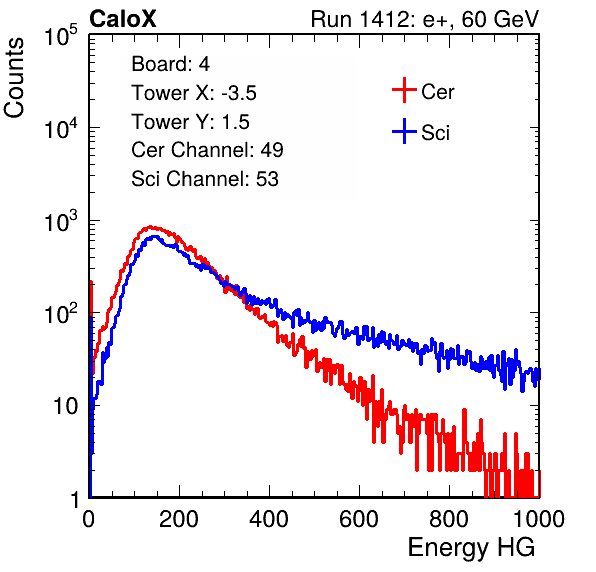 CaloX
Run 1412: e+, 60 GeV
Board: 4
Tower X: -3.5
Tower Y: 1.5
Cer Channel: 49
Sci Channel: 53
Cer
Sci
Counts
10^5
10^4
10^3
10^2
10
1
0 200 400 600 800 1000
Energy HG